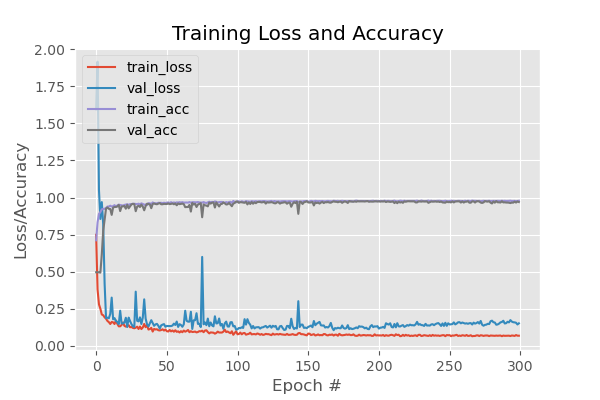 Training Loss and Accuracy
2.00
1.75
1.50
1.25
1.00
0.75
0.50
0.25
0.00
Loss/Accuracy
train_loss
val_loss
train_acc
val_acc
0 50 100 150 200 250 300
Epoch #